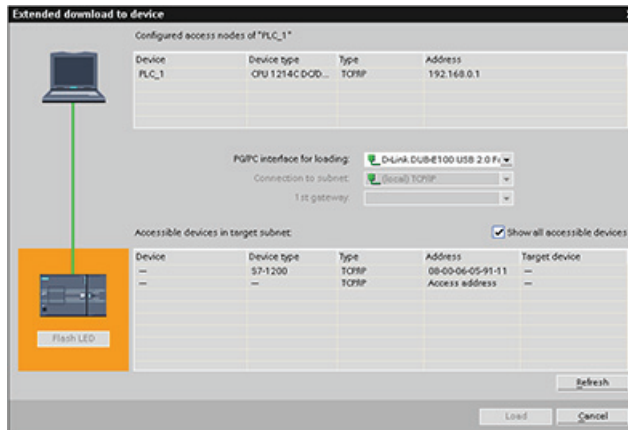 Extended download to device
Configured access nodes of "PLC_1"
Device Device type Type Address
PLC_1 CPU 1214C DC/D... TCP/IP 192.168.0.1
PG/PC interface for loading: D-Link DUB-E100 USB 2.0 Fa
Connection to subnet: (local) TCP/IP
1st gateway:
Accessible devices in target subnet: Show all accessible devices
Device Device type Type Address Target device
— S7-1200 TCP/IP 08-00-06-05-91-11 —
— — TCP/IP Access address —
Flash LED
Refresh
Load Cancel